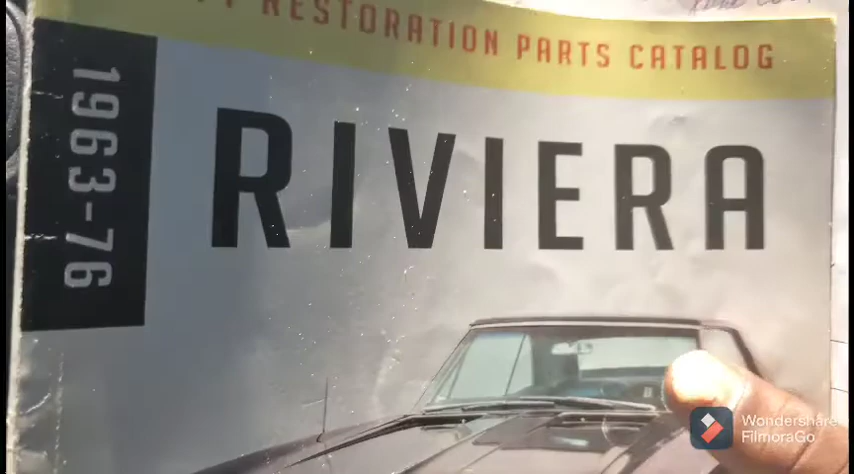 RESTORATION PARTS CATALOG
1963-76
RIVIERA
Wondershare
FilmoraGo